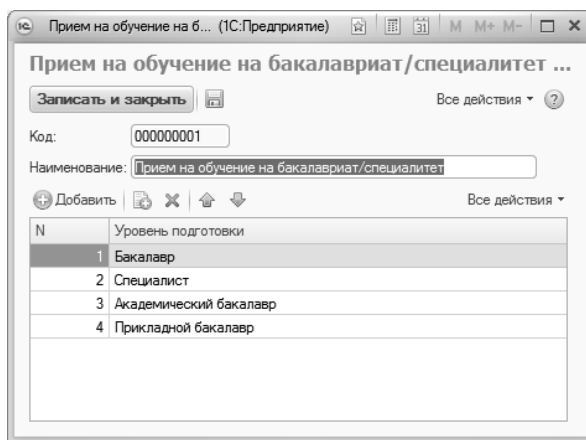 1С Прием на обучение на б... (1С:Предприятие) 31 M M+ M-
Прием на обучение на бакалавриат/специалитет ...
Записать и закрыть Все действия ?
Код: 000000001
Наименование: Прием на обучение на бакалавриат/специалитет
Добавить Все действия
N Уровень подготовки
1 Бакалавр
2 Специалист
3 Академический бакалавр
4 Прикладной бакалавр